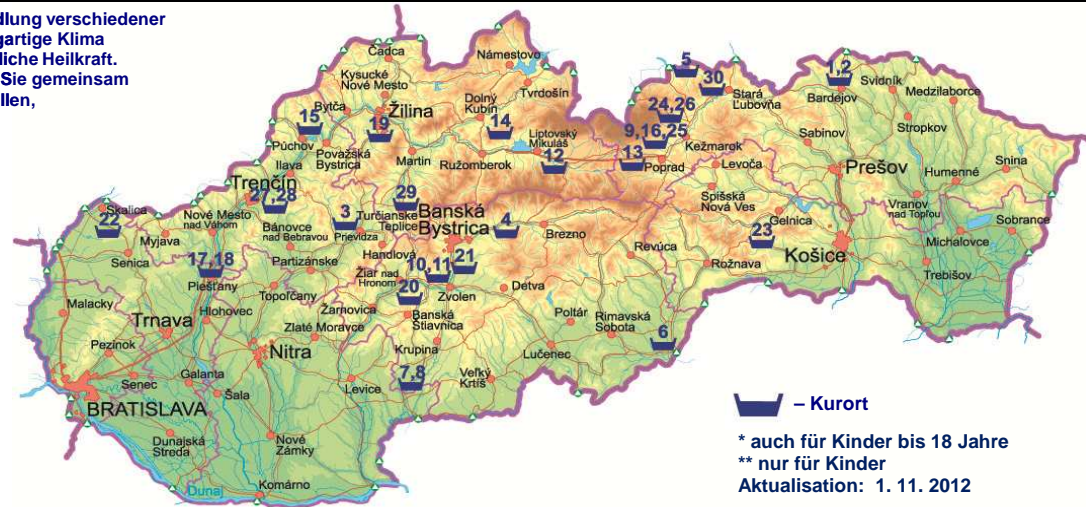 dlung verschiedener
gartige Klima
liche Heilkraft.
Sie gemeinsam
llen,
Čadca
Námestovo
Kysucké
Nové Mesto
Tvrdošín
Bytča
Žilina
Dolný
Kubín
5
30
Stará
Ľubovňa
1,2
Bardejov
Svidník
Medzilaborce
Stropkov
15
19
14
24,26
9,16,25
Púchov
Považská
Bystrica
Ilava
Martin
Ružomberok
Liptovský
Mikuláš
12
13
Poprad
Kežmarok
Levoča
Sabinov
Prešov
Snina
Humenné
Trenčín
27,28
29
Turčianske
Teplice
Banská
Bystrica
4
Brezno
Spišská
Nová Ves
Gelnica
Vranov
nad Topľou
Sobrance
Michalovce
Skalica
22
Nové Mesto
nad Váhom
Myjava
Senica
3
Bánovce
nad Bebravou
Prievidza
Handlová
Partizánske
Revúca
23
Rožňava
Košice
Trebišov
17,18
Piešťany
Topoľčany
Žiar nad
Hronom
10,11
21
20
Zvolen
Detva
Malacky
Hlohovec
Žarnovica
Banská
Štiavnica
Poltár
Rimavská
Sobota
6
Trnava
Zlaté Moravce
Krupina
Lučenec
Pezinok
Nitra
Senec
Galanta
Šala
Levice
7,8
Veľký
Krtíš
BRATISLAVA
Dunajská
Streda
Nové
Zámky
Dunaj
Komárno
– Kurort
* auch für Kinder bis 18 Jahre
** nur für Kinder
Aktualisation: 1. 11. 2012